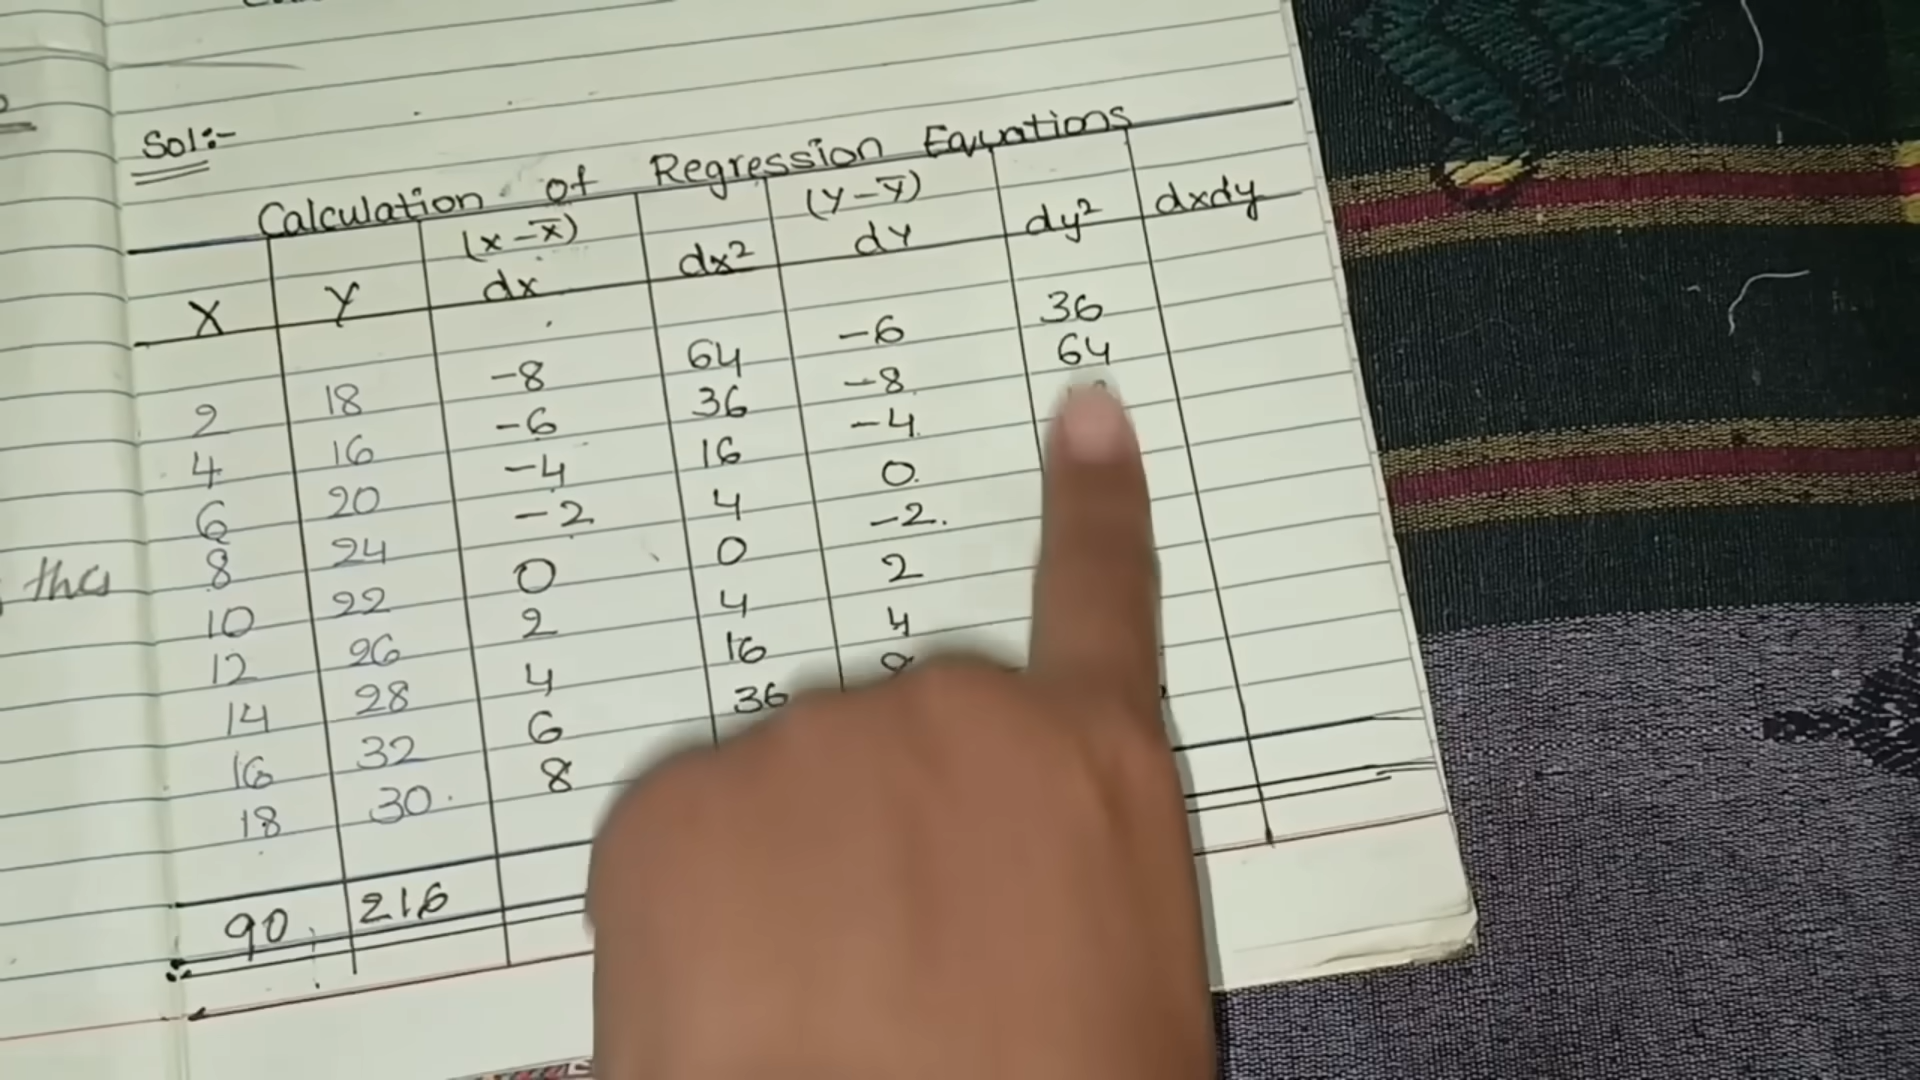 Sol:-
Calculation of Regression Equations
X Y (x-x̅) dx dx² (Y-y̅) dy dy² dxdy
2 18 -8 64 -6 36
4 16 -6 36 -8 64
6 20 -4 16 -4
8 24 -2 4 0
10 22 0 0 -2
12 26 2 4 2
14 28 4 16 4
16 32 6 36
18 30 8
90 216